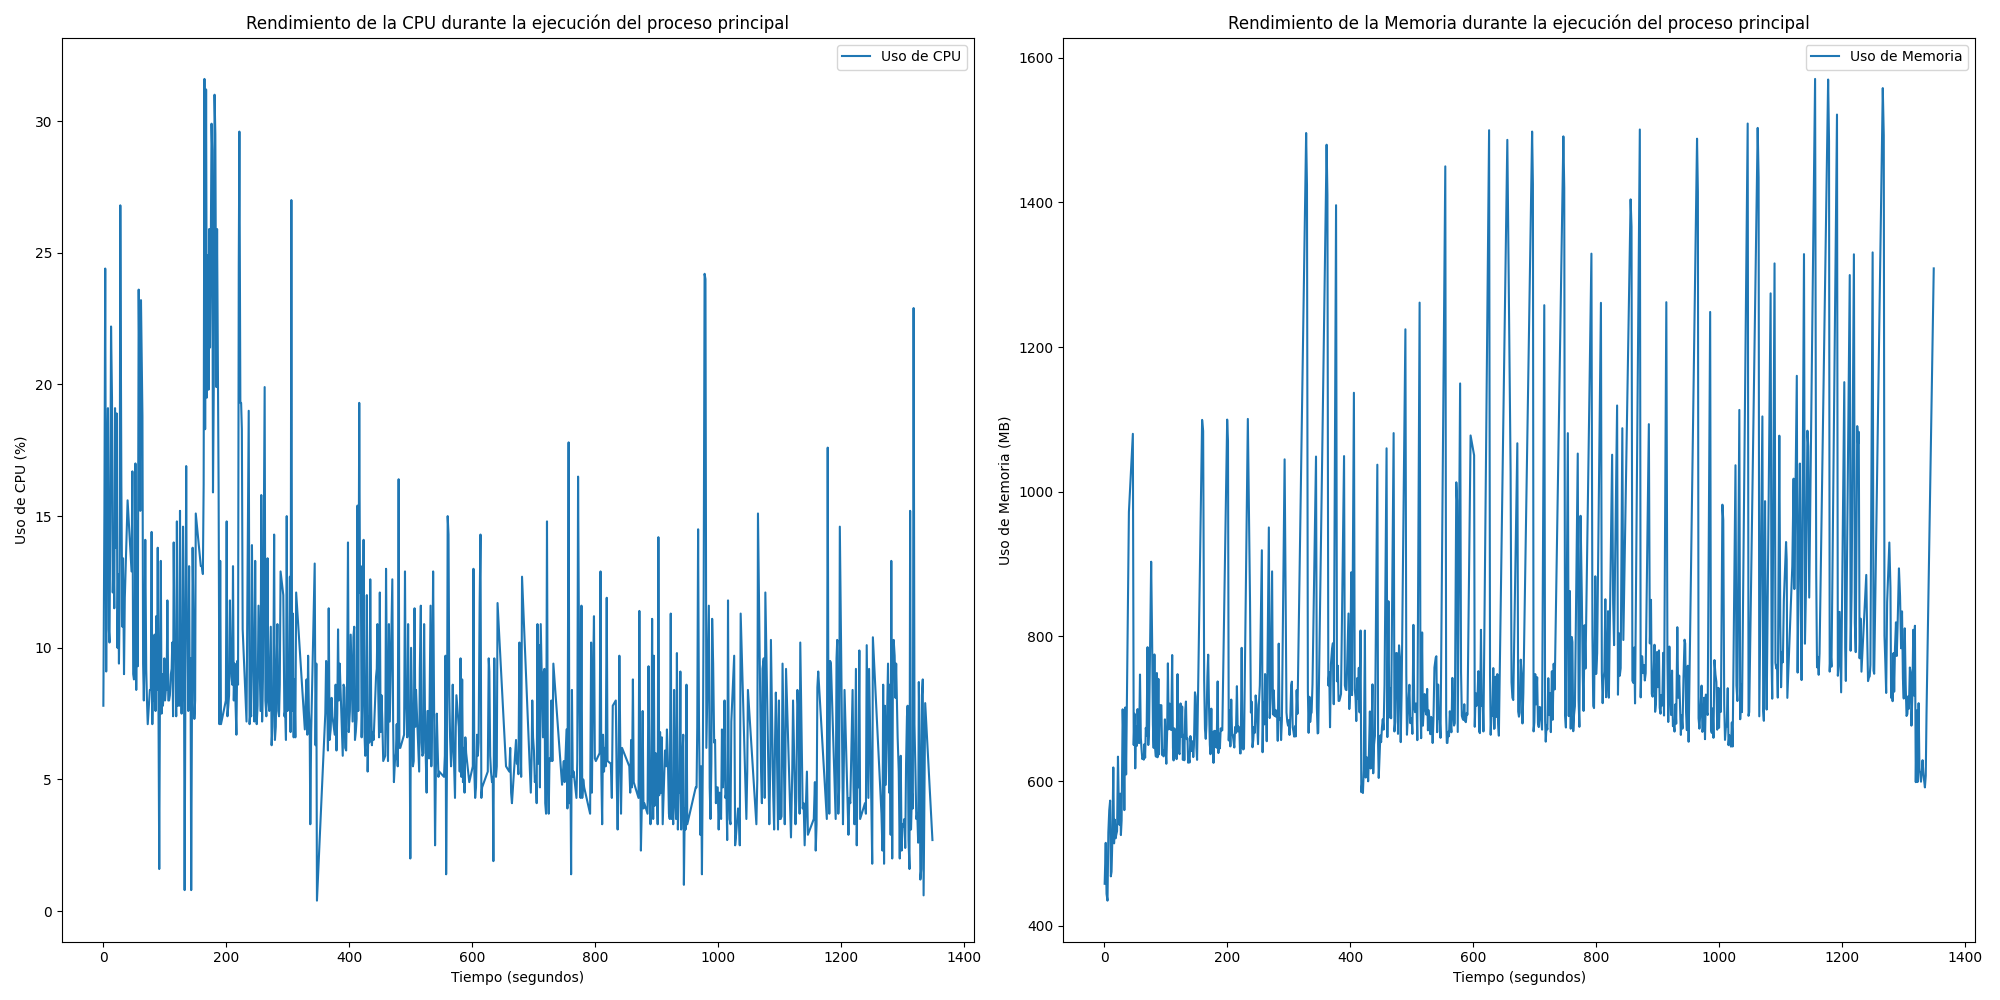 Rendimiento de la CPU durante la ejecución del proceso principal
Uso de CPU
Uso de CPU (%)
30
25
20
15
10
5
0
0 200 400 600 800 1000 1200 1400
Tiempo (segundos)
Rendimiento de la Memoria durante la ejecución del proceso principal
Uso de Memoria
Uso de Memoria (MB)
1600
1400
1200
1000
800
600
400
0 200 400 600 800 1000 1200 1400
Tiempo (segundos)